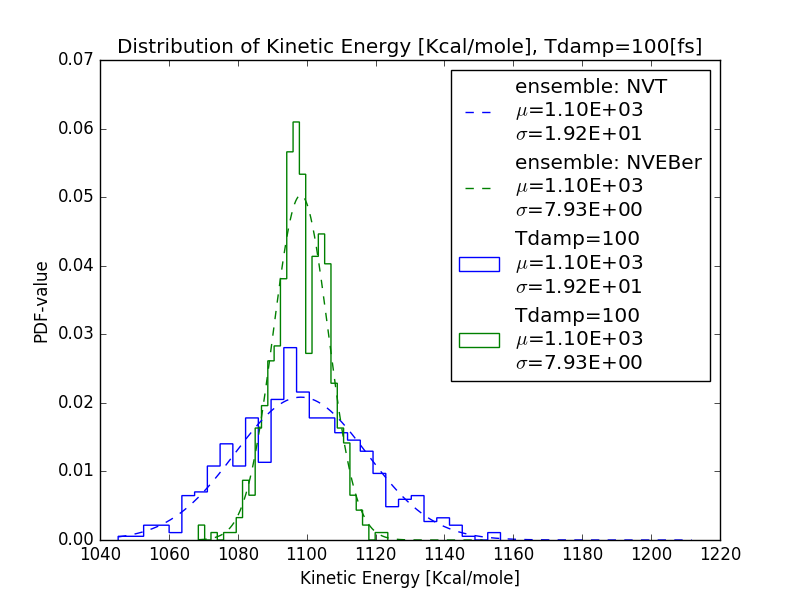 Distribution of Kinetic Energy [Kcal/mole], Tdamp=100[fs]
0.07
0.06
0.05
0.04
0.03
0.02
0.01
0.00
PDF-value
ensemble: NVT
μ=1.10E+03
σ=1.92E+01
ensemble: NVEBer
μ=1.10E+03
σ=7.93E+00
Tdamp=100
μ=1.10E+03
σ=1.92E+01
Tdamp=100
μ=1.10E+03
σ=7.93E+00
1040 1060 1080 1100 1120 1140 1160 1180 1200 1220
Kinetic Energy [Kcal/mole]